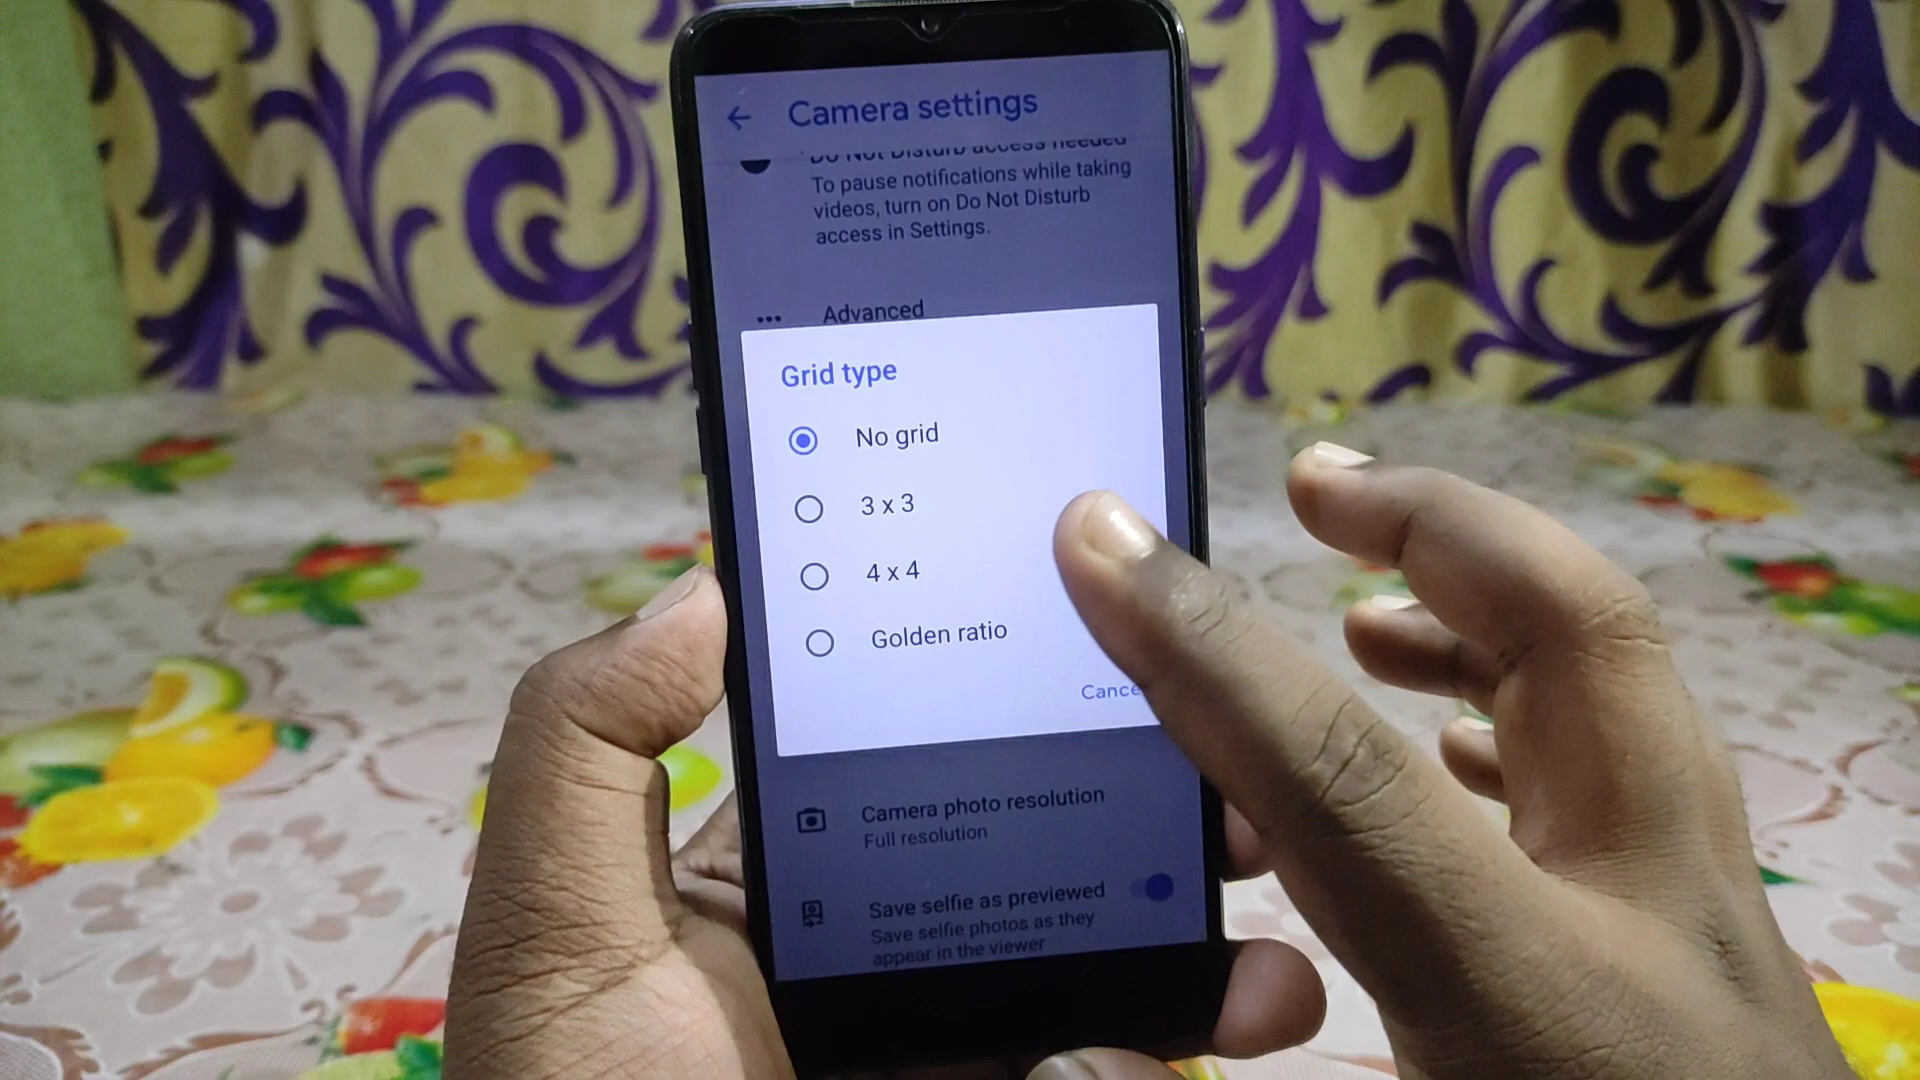 Camera settings
Do Not Disturb access needed
To pause notifications while taking
videos, turn on Do Not Disturb
access in Settings.
Advanced
Grid type
No grid
3 x 3
4 x 4
Golden ratio
Cance
Camera photo resolution
Full resolution
Save selfie as previewed
Save selfie photos as they
appear in the viewer